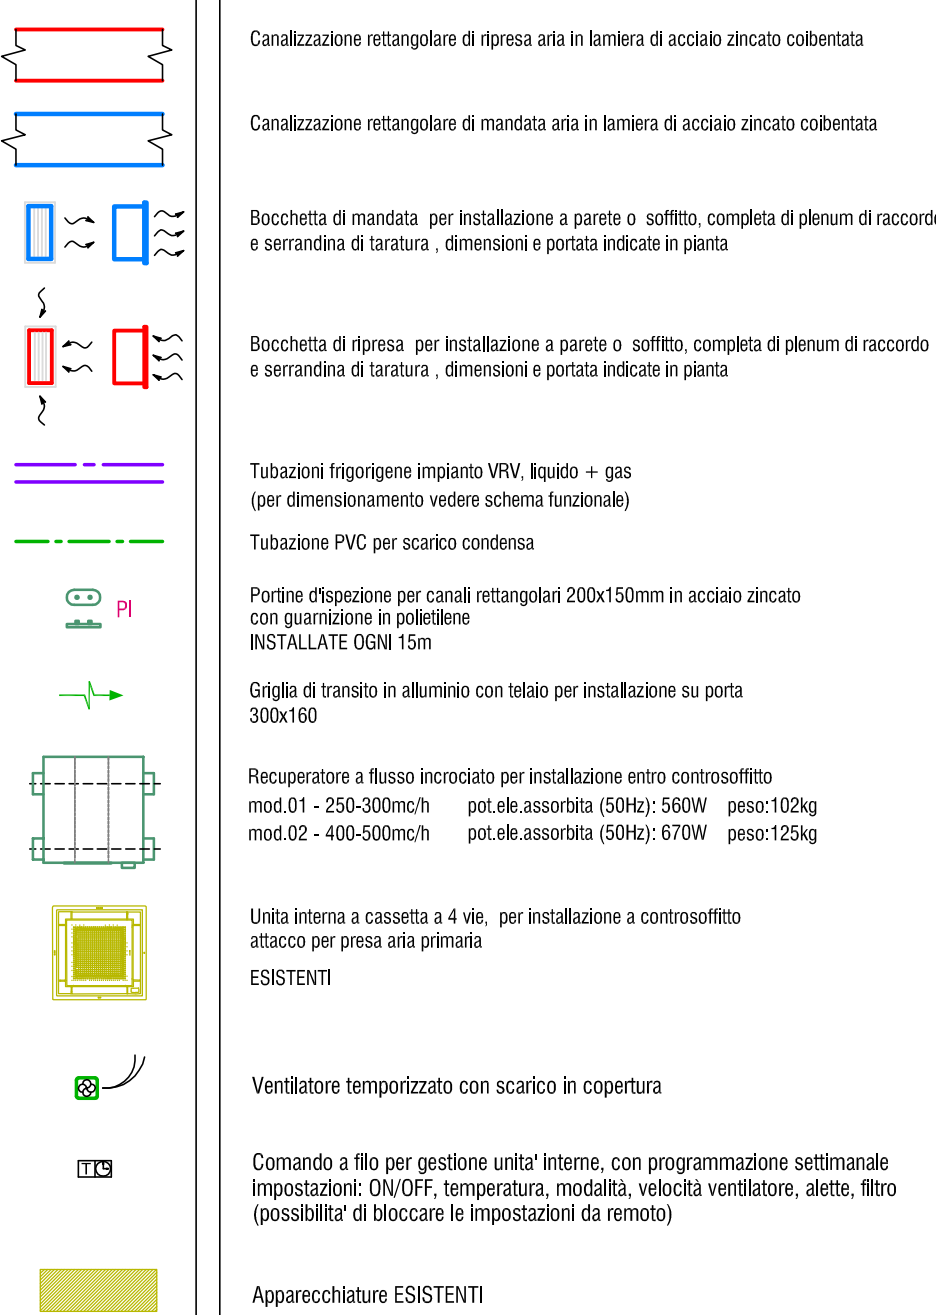 Canalizzazione rettangolare di ripresa aria in lamiera di acciaio zincato coibentata
Canalizzazione rettangolare di mandata aria in lamiera di acciaio zincato coibentata
Bocchetta di mandata  per installazione a parete o  soffitto, completa di plenum di raccordo
e serrandina di taratura , dimensioni e portata indicate in pianta
Bocchetta di ripresa  per installazione a parete o  soffitto, completa di plenum di raccordo
e serrandina di taratura , dimensioni e portata indicate in pianta
Tubazioni frigorigene impianto VRV, liquido + gas
(per dimensionamento vedere schema funzionale)
Tubazione PVC per scarico condensa
PI
Portine d'ispezione per canali rettangolari 200x150mm in acciaio zincato
con guarnizione in polietilene
INSTALLATE OGNI 15m
Griglia di transito in alluminio con telaio per installazione su porta
300x160
Recuperatore a flusso incrociato per installazione entro controsoffitto
mod.01 - 250-300mc/h pot.ele.assorbita (50Hz): 560W peso:102kg
mod.02 - 400-500mc/h pot.ele.assorbita (50Hz): 670W peso:125kg
Unita interna a cassetta a 4 vie,  per installazione a controsoffitto
attacco per presa aria primaria
ESISTENTI
Ventilatore temporizzato con scarico in copertura
T
Comando a filo per gestione unita' interne, con programmazione settimanale
impostazioni: ON/OFF, temperatura, modalità, velocità ventilatore, alette, filtro
(possibilita' di bloccare le impostazioni da remoto)
Apparecchiature ESISTENTI